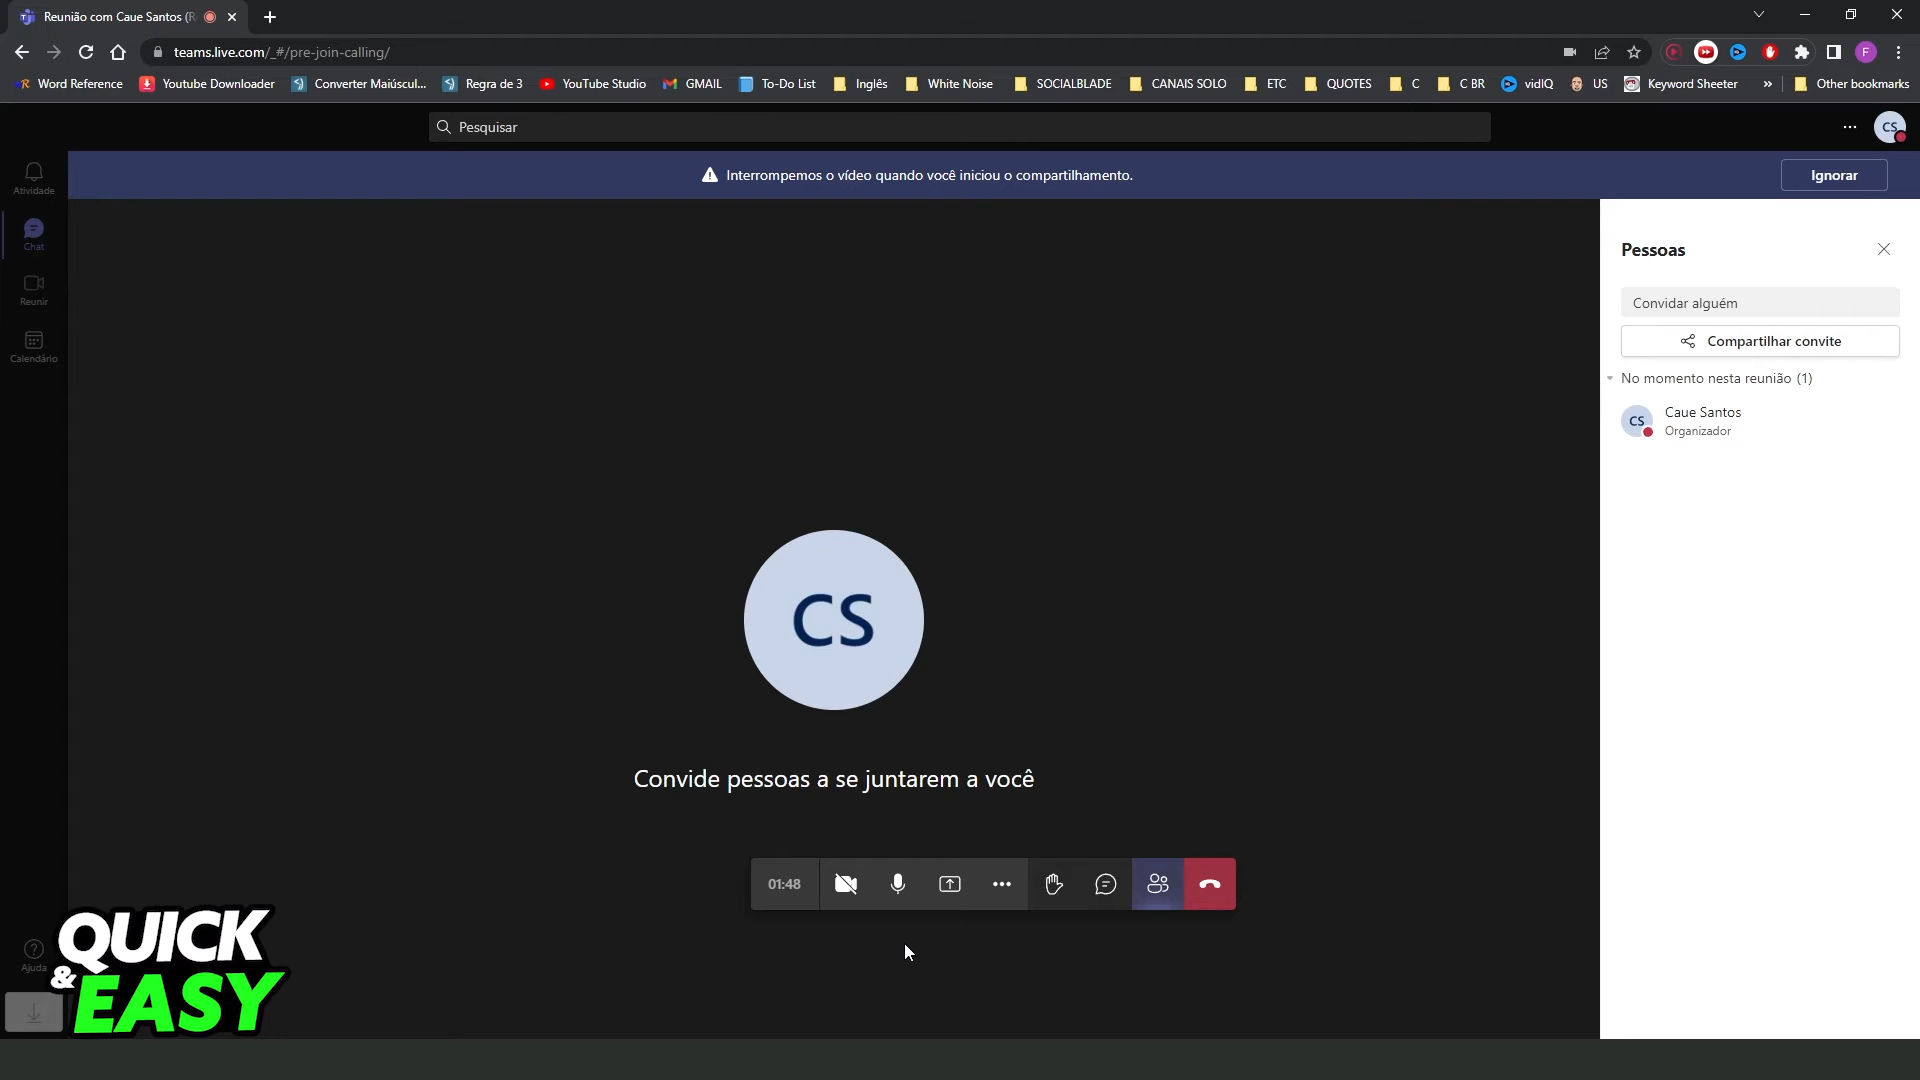 Reunião com Caue Santos (R
teams.live.com/_#/pre-join-calling/
F
Word Reference
Youtube Downloader
Converter Maiúscul...
Regra de 3
YouTube Studio
GMAIL
To-Do List
Inglês
White Noise
SOCIALBLADE
CANAIS SOLO
ETC
QUOTES
C
C BR
vidIQ
US
Keyword Sheeter
»
Other bookmarks
Pesquisar
CS
Atividade
Chat
Reunir
Calendário
Ajuda
Interrompemos o vídeo quando você iniciou o compartilhamento.
Ignorar
Pessoas
Convidar alguém
Compartilhar convite
No momento nesta reunião (1)
CS
Caue Santos
Organizador
CS
Convide pessoas a se juntarem a você
01:48
QUICK
& EASY